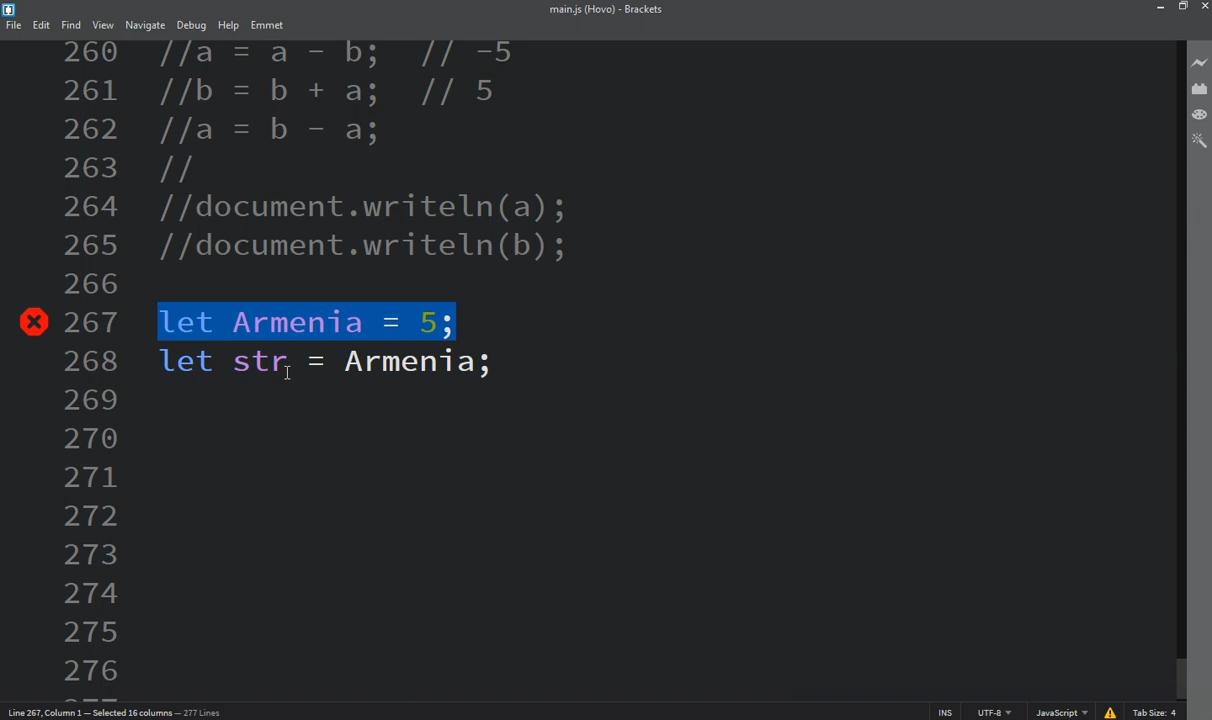 main.js (Hovo) - Brackets
File Edit Find View Navigate Debug Help Emmet
260 //a = a - b; // -5
261 //b = b + a; // 5
262 //a = b - a;
263 //
264 //document.writeln(a);
265 //document.writeln(b);
266
267 let Armenia = 5;
268 let str = Armenia;
269
270
271
272
273
274
275
276
Line 267, Column 1 — Selected 16 columns — 277 Lines INS UTF-8 JavaScript Tab Size: 4